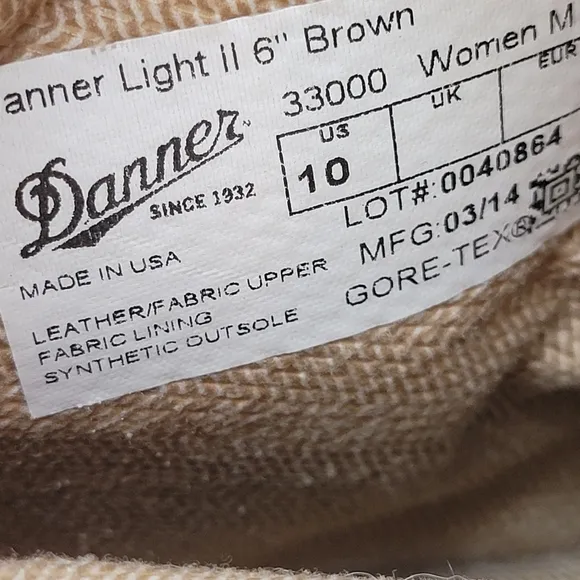 anner Light II 6" Brown
33000 Women M
US UK EUR
10
Danner
SINCE 1932
LOT#:0040864
MFG:03/14
GORE-TEX®
MADE IN USA
LEATHER/FABRIC UPPER
FABRIC LINING
SYNTHETIC OUTSOLE